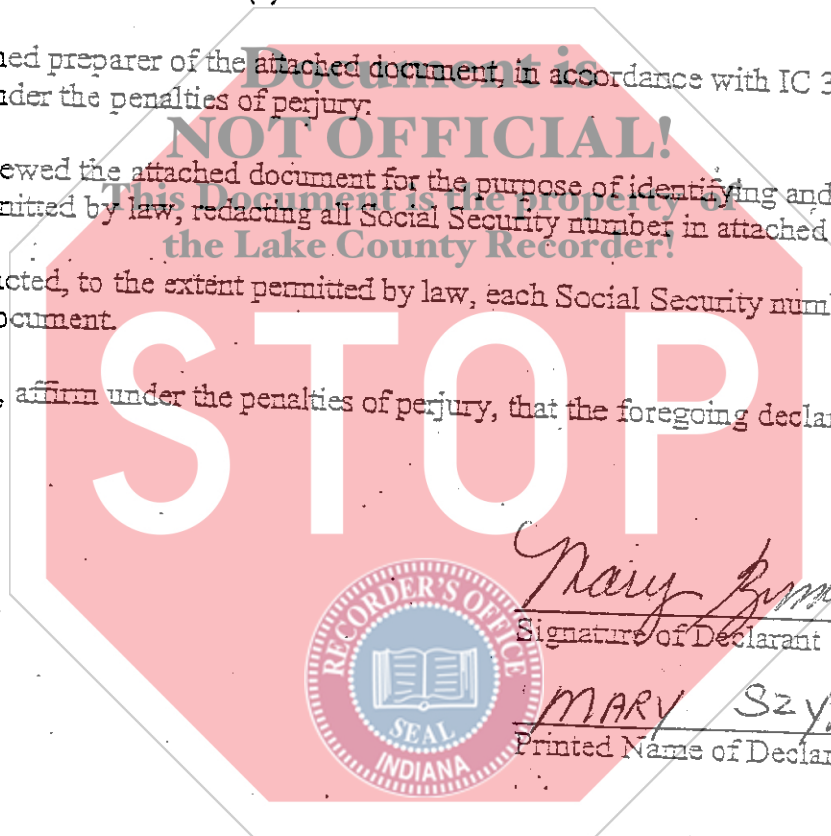 ned preparer of the attached document, in accordance with IC 3
nder the penalties of perjury:
ewed the attached document for the purpose of identifying and
nitted by law, redacting all Social Security number in attached
cted, to the extent permitted by law, each Social Security num
ocument.
, affirm under the penalties of perjury, that the foregoing declar
Document is
NOT OFFICIAL!
This Document is the property of
the Lake County Recorder!
STOP
RECORDER'S OFFICE
SEAL
INDIANA
Mary
Signature of Declarant
MARY SZY
Printed Name of Declar